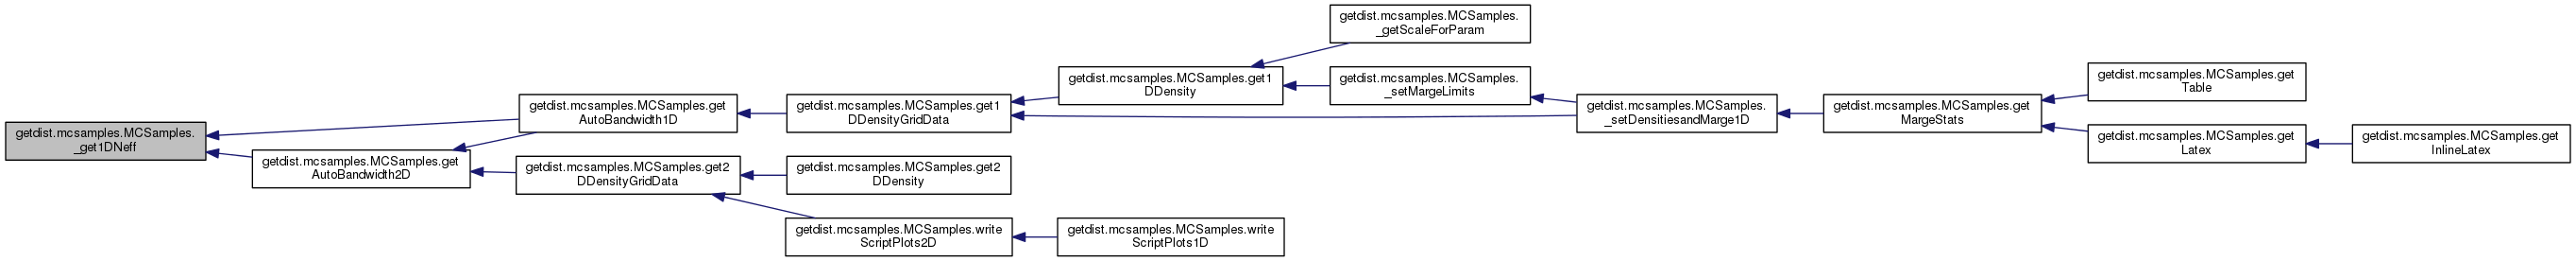 getdist.mcsamples.MCSamples.
_get1DNeff
getdist.mcsamples.MCSamples.get
AutoBandwidth1D
getdist.mcsamples.MCSamples.get
AutoBandwidth2D
getdist.mcsamples.MCSamples.get1
DDensityGridData
getdist.mcsamples.MCSamples.get2
DDensityGridData
getdist.mcsamples.MCSamples.get2
DDensity
getdist.mcsamples.MCSamples.write
ScriptPlots2D
getdist.mcsamples.MCSamples.write
ScriptPlots1D
getdist.mcsamples.MCSamples.get1
DDensity
getdist.mcsamples.MCSamples.
_getScaleForParam
getdist.mcsamples.MCSamples.
_setMargeLimits
getdist.mcsamples.MCSamples.
_setDensitiesandMarge1D
getdist.mcsamples.MCSamples.get
MargeStats
getdist.mcsamples.MCSamples.get
Table
getdist.mcsamples.MCSamples.get
Latex
getdist.mcsamples.MCSamples.get
InlineLatex